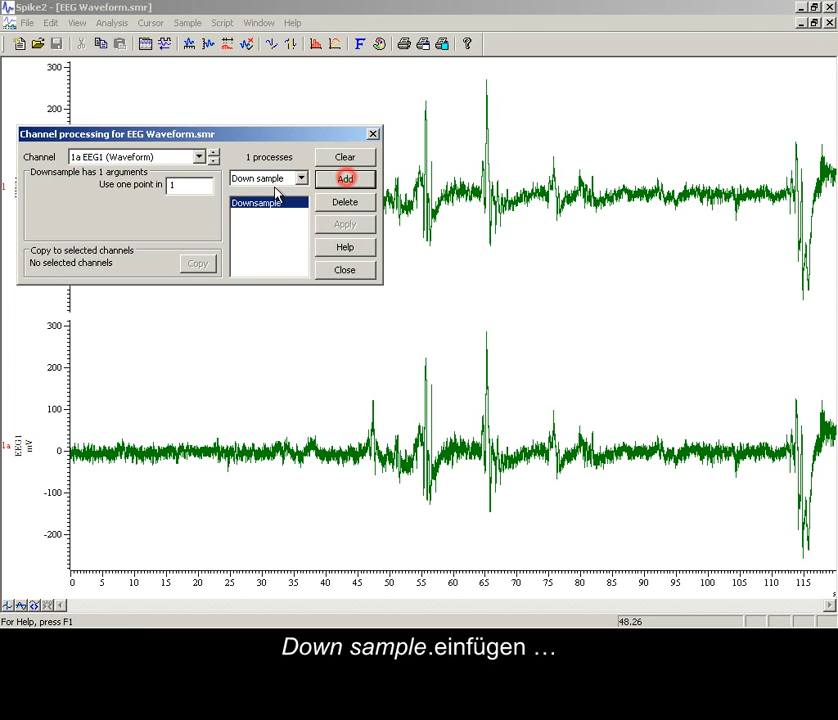 Spike2 - [EEG Waveform.smr]
File Edit View Analysis Cursor Sample Script Window Help
300
200
1
Channel processing for EEG Waveform.smr
Channel 1a EEG1 (Waveform) 1 processes Clear
Downsample has 1 arguments
Use one point in 1
Down sample Add
Downsample Delete
Apply
Copy to selected channels Help
No selected channels Copy
Close
300
200
100
0
-100
-200
1a EEG1
mV
0 5 10 15 20 25 30 35 40 45 50 55 60 65 70 75 80 85 90 95 100 105 110 115
s
For Help, press F1 48.26
Down sample.einfügen …